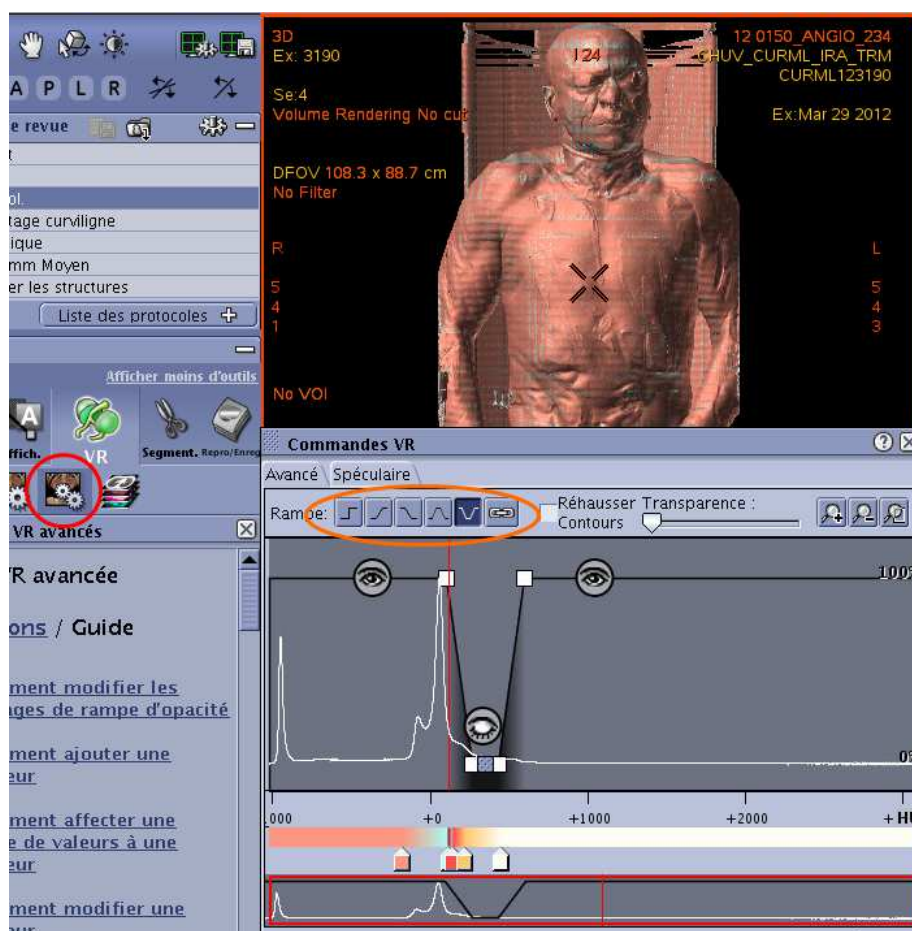 A P L R
e revue
t
ol.
tage curviligne
ique
mm Moyen
er les structures
Liste des protocoles
Afficher moins d'outils
ffich.
VR
Segment.
Repro/Enreg
VR avancés
'R avancée
ons / Guide
ment modifier les
ages de rampe d'opacité
ment ajouter une
eur
ment affecter une
e de valeurs à une
eur
ment modifier une
3D
Ex: 3190
Se:4
Volume Rendering No cut
DFOV 108.3 x 88.7 cm
No Filter
R
5
4
1
No VOI
124
12 0150_ANGIO_234
CHUV_CURML_IRA_TRM
CURML123190
Ex:Mar 29 2012
L
5
4
3
Commandes VR
Avancé
Spéculaire
Rampe:
Réhausser
Contours
Transparence :
100%
0%
000 +0 +1000 +2000 + HU